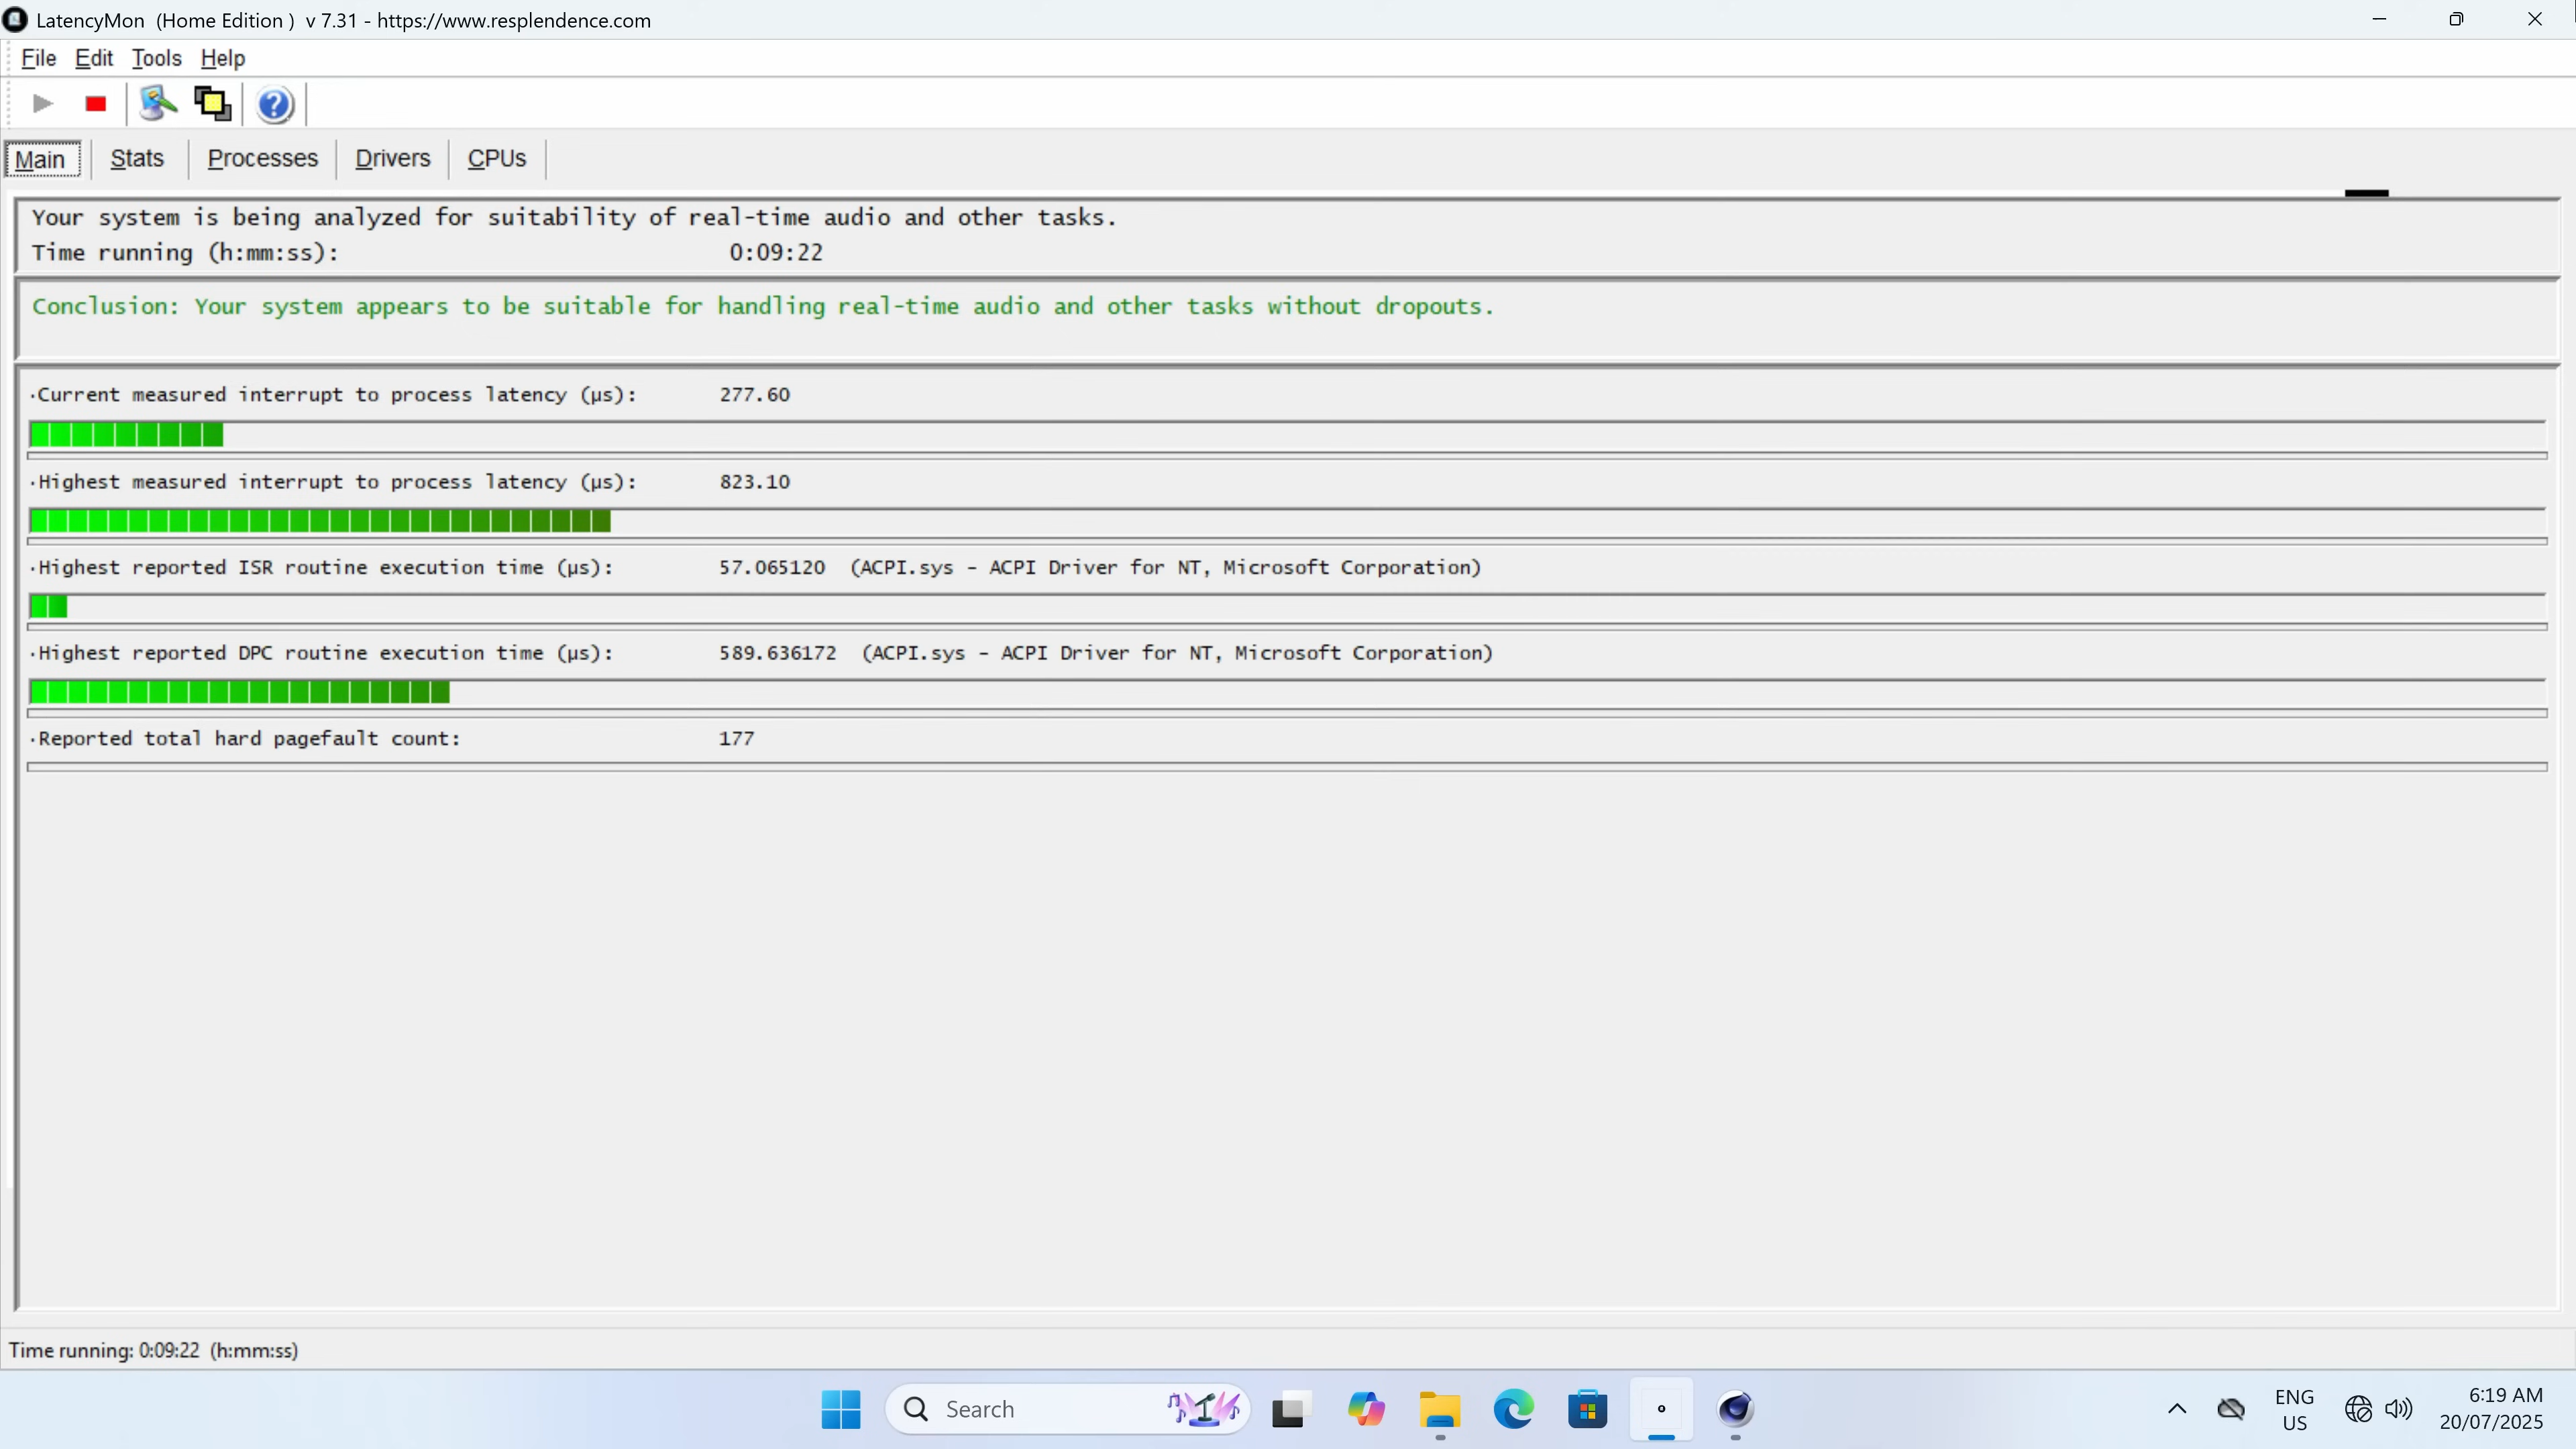 LatencyMon (Home Edition ) v 7.31 - https://www.resplendence.com
File Edit Tools Help
Main Stats Processes Drivers CPUs
Your system is being analyzed for suitability of real-time audio and other tasks.
Time running (h:mm:ss): 0:09:22
Conclusion: Your system appears to be suitable for handling real-time audio and other tasks without dropouts.
·Current measured interrupt to process latency (µs): 277.60
·Highest measured interrupt to process latency (µs): 823.10
·Highest reported ISR routine execution time (µs): 57.065120 (ACPI.sys - ACPI Driver for NT, Microsoft Corporation)
·Highest reported DPC routine execution time (µs): 589.636172 (ACPI.sys - ACPI Driver for NT, Microsoft Corporation)
·Reported total hard pagefault count: 177
Time running: 0:09:22 (h:mm:ss)
Search
ENG
US
6:19 AM
20/07/2025